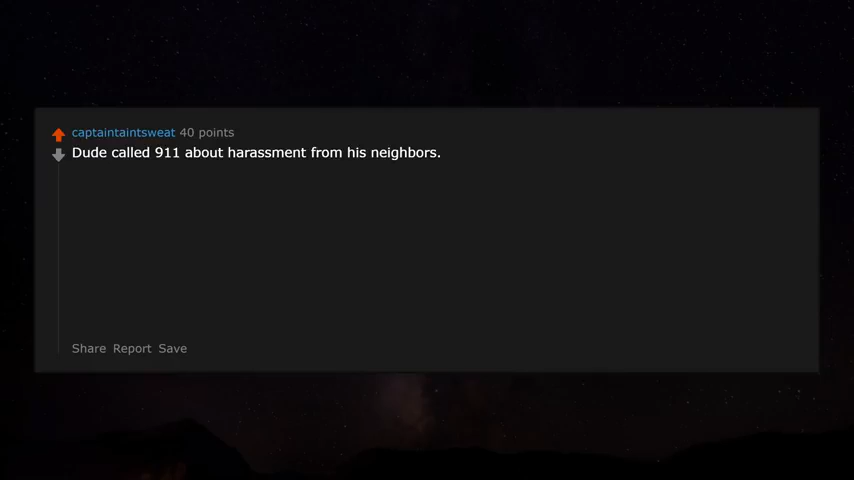 captaintaintsweat 40 points
Dude called 911 about harassment from his neighbors.
Share Report Save